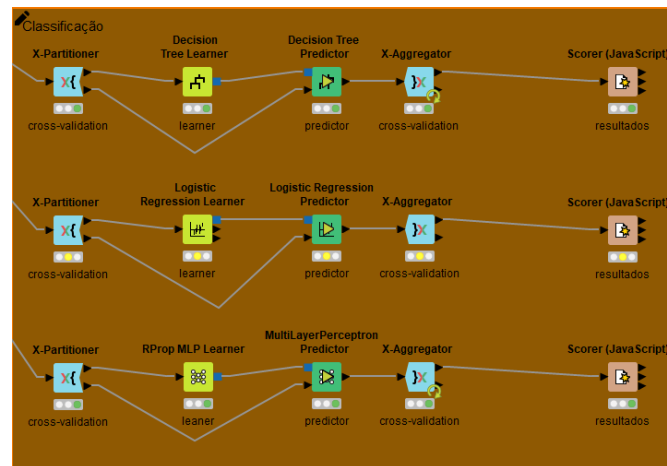 Classificação
X-Partitioner
Decision
Tree Learner
Decision Tree
Predictor
X-Aggregator
Scorer (JavaScript)
cross-validation
learner
predictor
cross-validation
resultados
X-Partitioner
Logistic
Regression Learner
Logistic Regression
Predictor
X-Aggregator
Scorer (JavaScript)
cross-validation
learner
predictor
cross-validation
resultados
X-Partitioner
RProp MLP Learner
MultiLayerPerceptron
Predictor
X-Aggregator
Scorer (JavaScript)
cross-validation
leaner
predictor
cross-validation
resultados